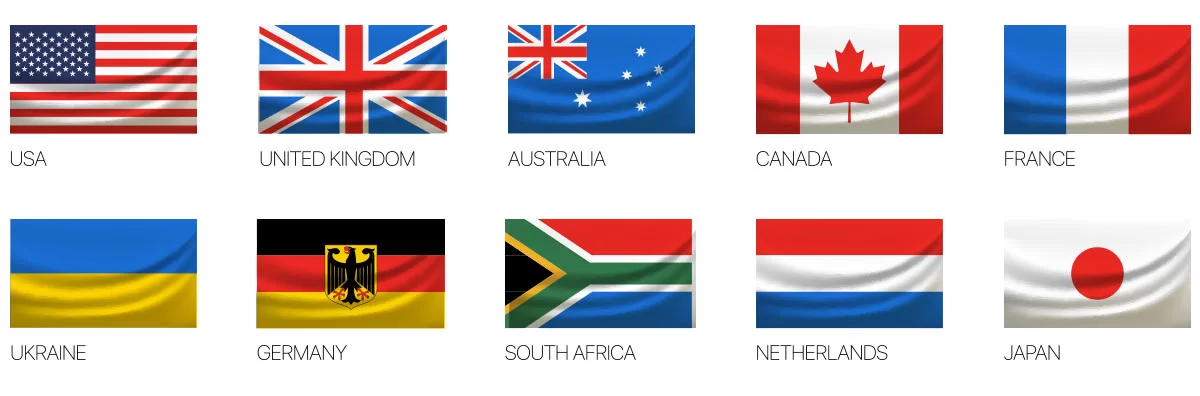 USA
UNITED KINGDOM
AUSTRALIA
CANADA
FRANCE
UKRAINE
GERMANY
SOUTH AFRICA
NETHERLANDS
JAPAN